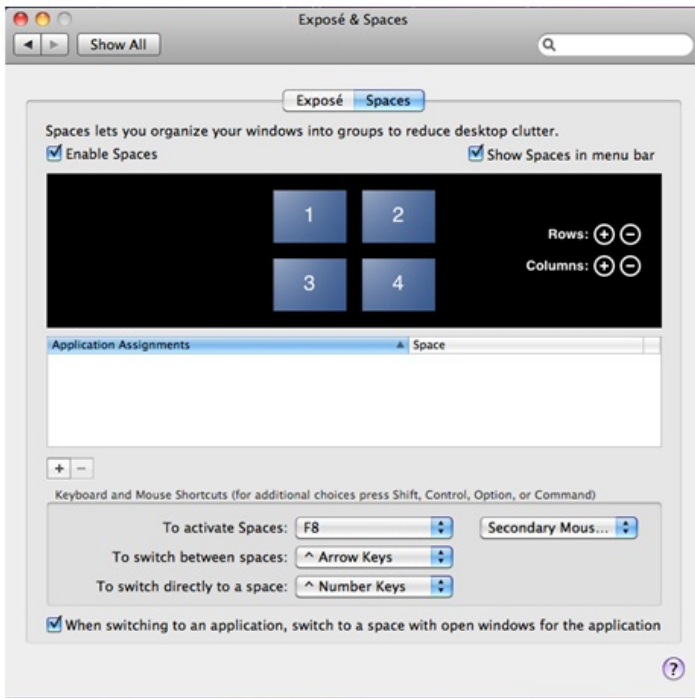 Exposé & Spaces
Show All
Exposé Spaces
Spaces lets you organize your windows into groups to reduce desktop clutter.
Enable Spaces Show Spaces in menu bar
1 2
Rows: + −
Columns: + −
3 4
Application Assignments Space
+ −
Keyboard and Mouse Shortcuts (for additional choices press Shift, Control, Option, or Command)
To activate Spaces: F8 Secondary Mous...
To switch between spaces: ^ Arrow Keys
To switch directly to a space: ^ Number Keys
When switching to an application, switch to a space with open windows for the application
?